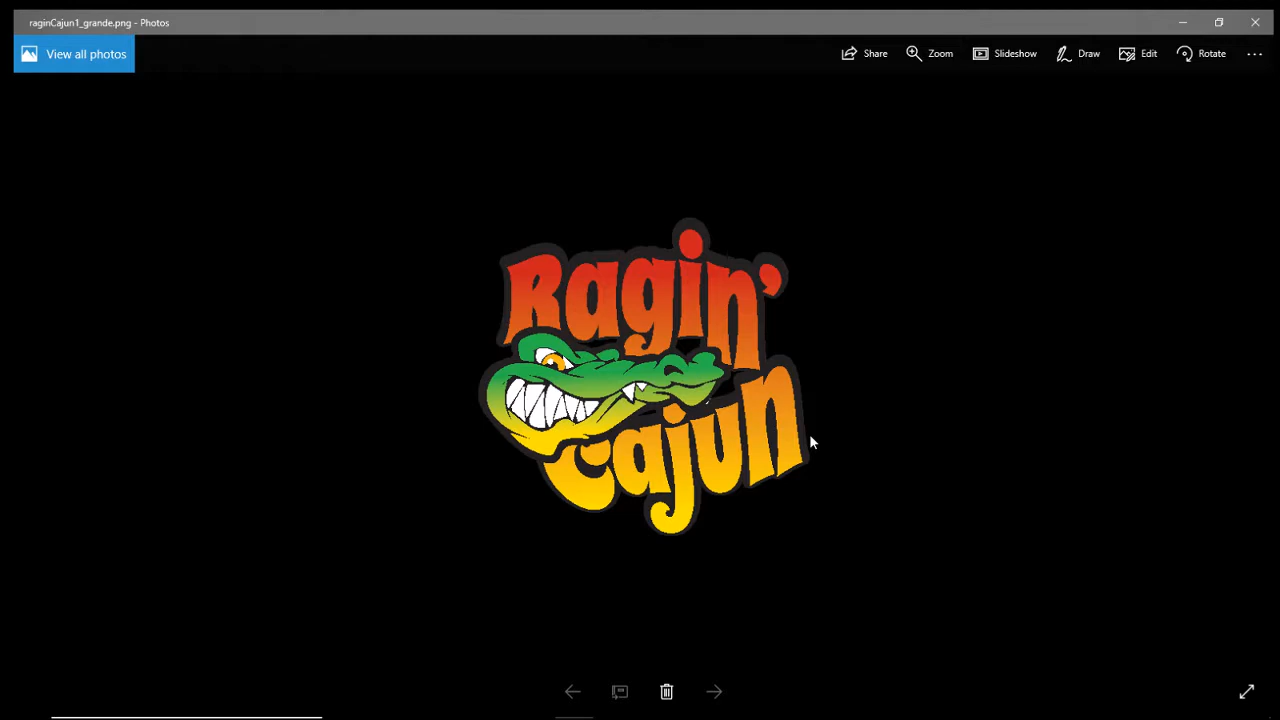 raginCajun1_grande.png - Photos
View all photos
Share
Zoom
Slideshow
Draw
Edit
Rotate
Ragin'
Cajun